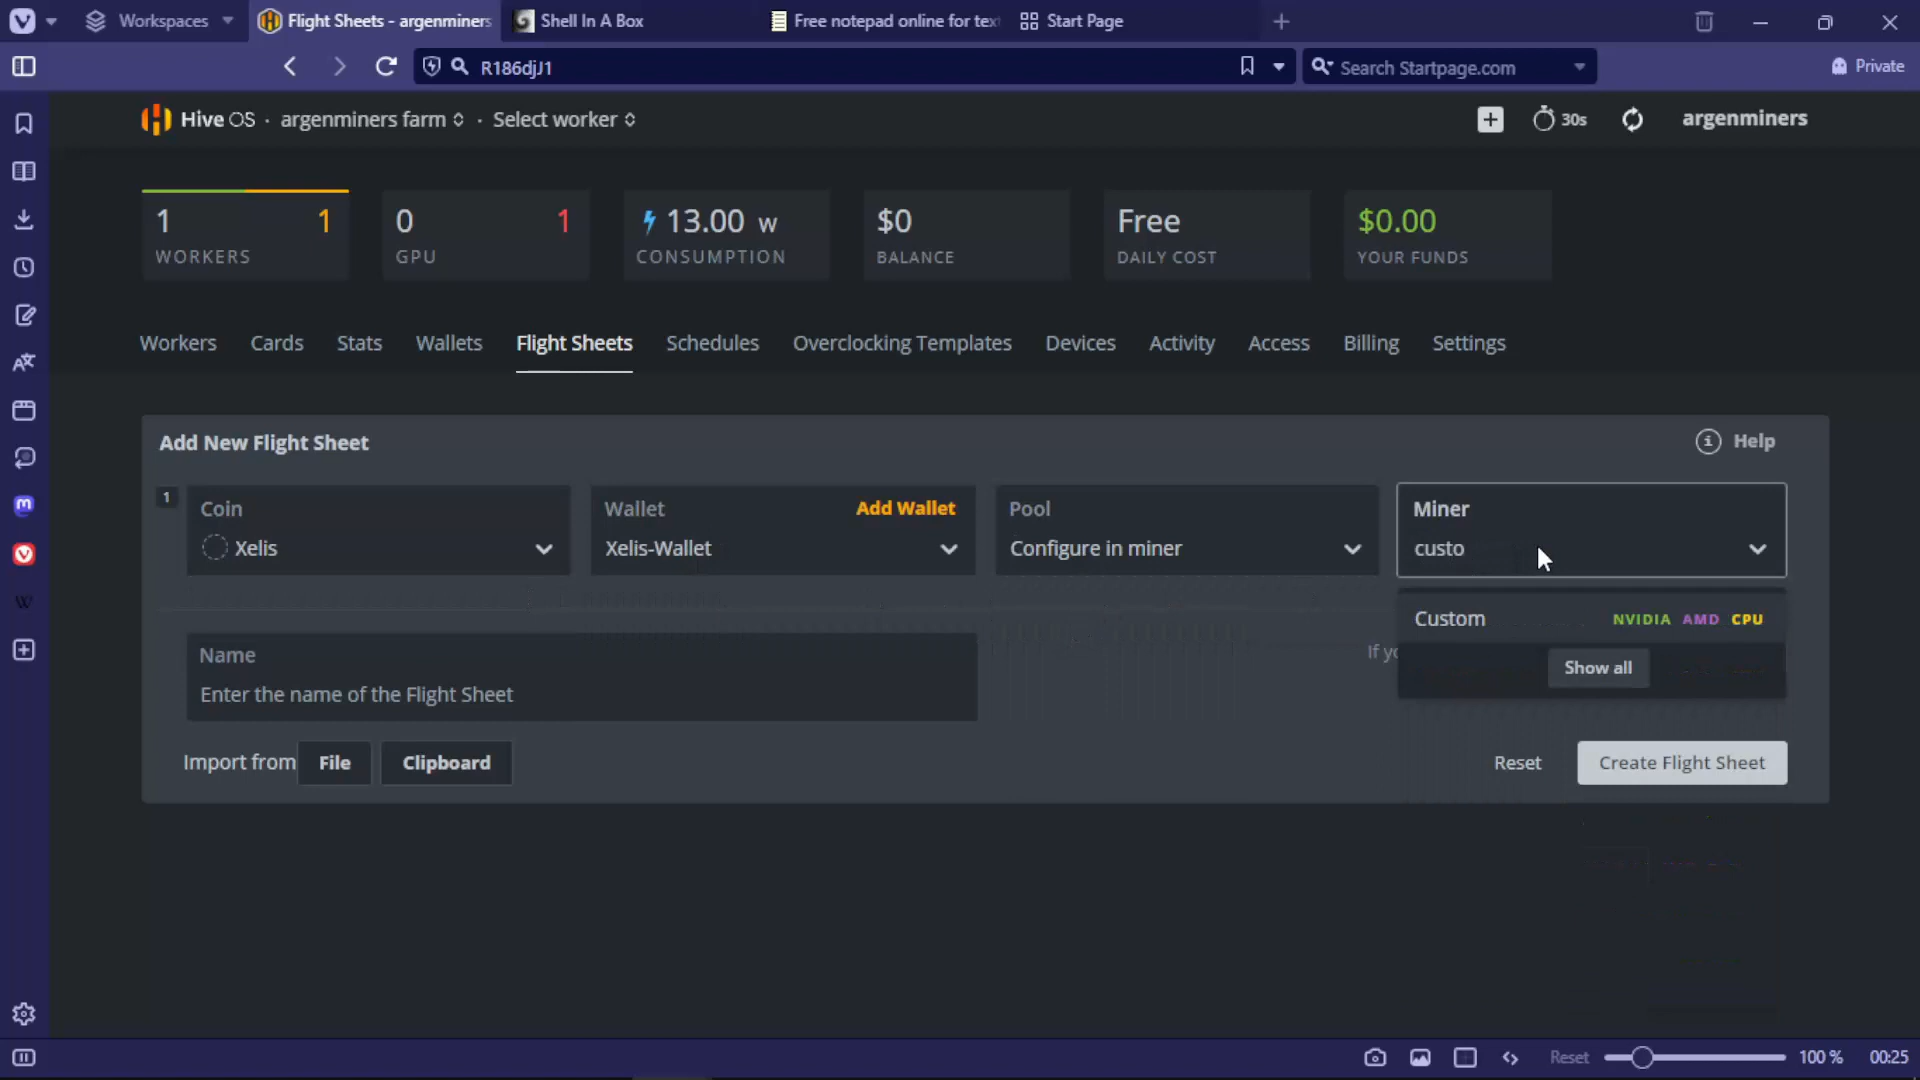 Workspaces
Flight Sheets - argenminers
Shell In A Box
Free notepad online for tex
Start Page
R186djJ1
Search Startpage.com
Private
Hive OS · argenminers farm · Select worker
30s
argenminers
1 1
WORKERS
0 1
GPU
13.00 W
CONSUMPTION
$0
BALANCE
Free
DAILY COST
$0.00
YOUR FUNDS
Workers Cards Stats Wallets Flight Sheets Schedules Overclocking Templates Devices Activity Access Billing Settings
Add New Flight Sheet
Help
1
Coin
Xelis
Wallet Add Wallet
Xelis-Wallet
Pool
Configure in miner
Miner
custo
Custom NVIDIA AMD CPU
Show all
If yo
Name
Enter the name of the Flight Sheet
Import from File Clipboard
Reset Create Flight Sheet
Reset 100 % 00:25